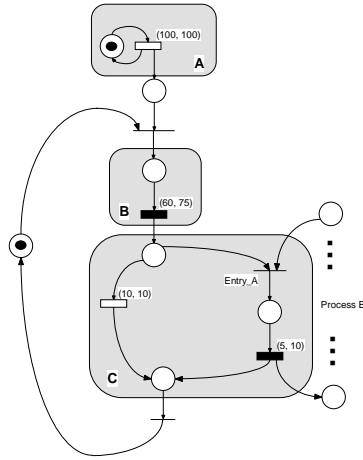 (100, 100)
A
(60, 75)
B
Entry_A
(10, 10)
Process B
(5, 10)
C